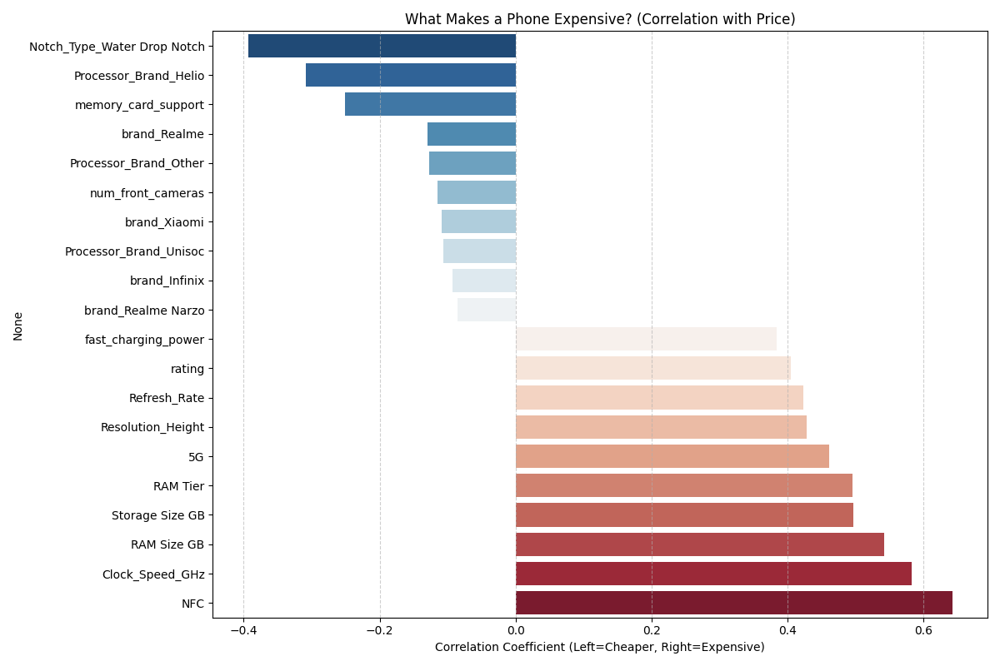 What Makes a Phone Expensive? (Correlation with Price)
Notch_Type_Water Drop Notch
Processor_Brand_Helio
memory_card_support
brand_Realme
Processor_Brand_Other
num_front_cameras
brand_Xiaomi
Processor_Brand_Unisoc
brand_Infinix
brand_Realme Narzo
fast_charging_power
rating
Refresh_Rate
Resolution_Height
5G
RAM Tier
Storage Size GB
RAM Size GB
Clock_Speed_GHz
NFC
None
−0.4 −0.2 0.0 0.2 0.4 0.6
Correlation Coefficient (Left=Cheaper, Right=Expensive)